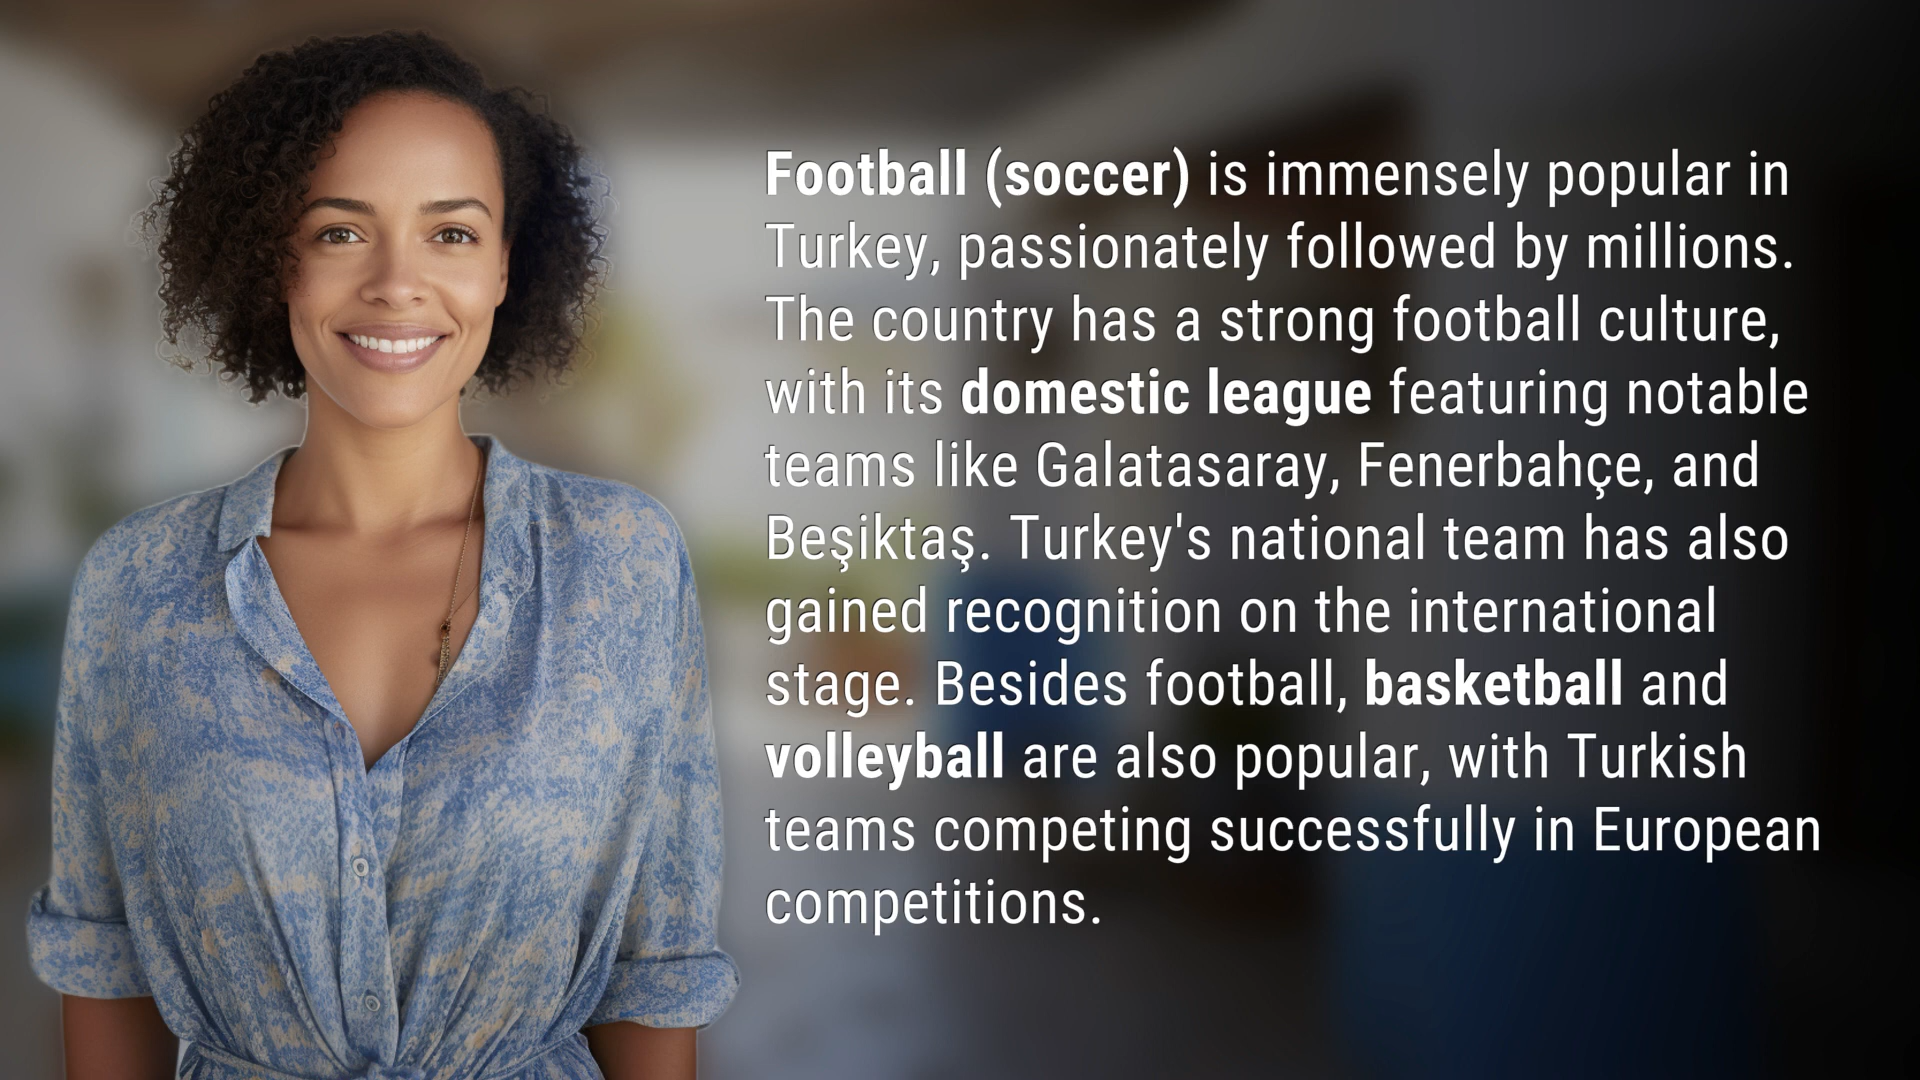 Football (soccer) is immensely popular in
Turkey, passionately followed by millions.
The country has a strong football culture,
with its domestic league featuring notable
teams like Galatasaray, Fenerbahçe, and
Beşiktaş. Turkey's national team has also
gained recognition on the international
stage. Besides football, basketball and
volleyball are also popular, with Turkish
teams competing successfully in European
competitions.